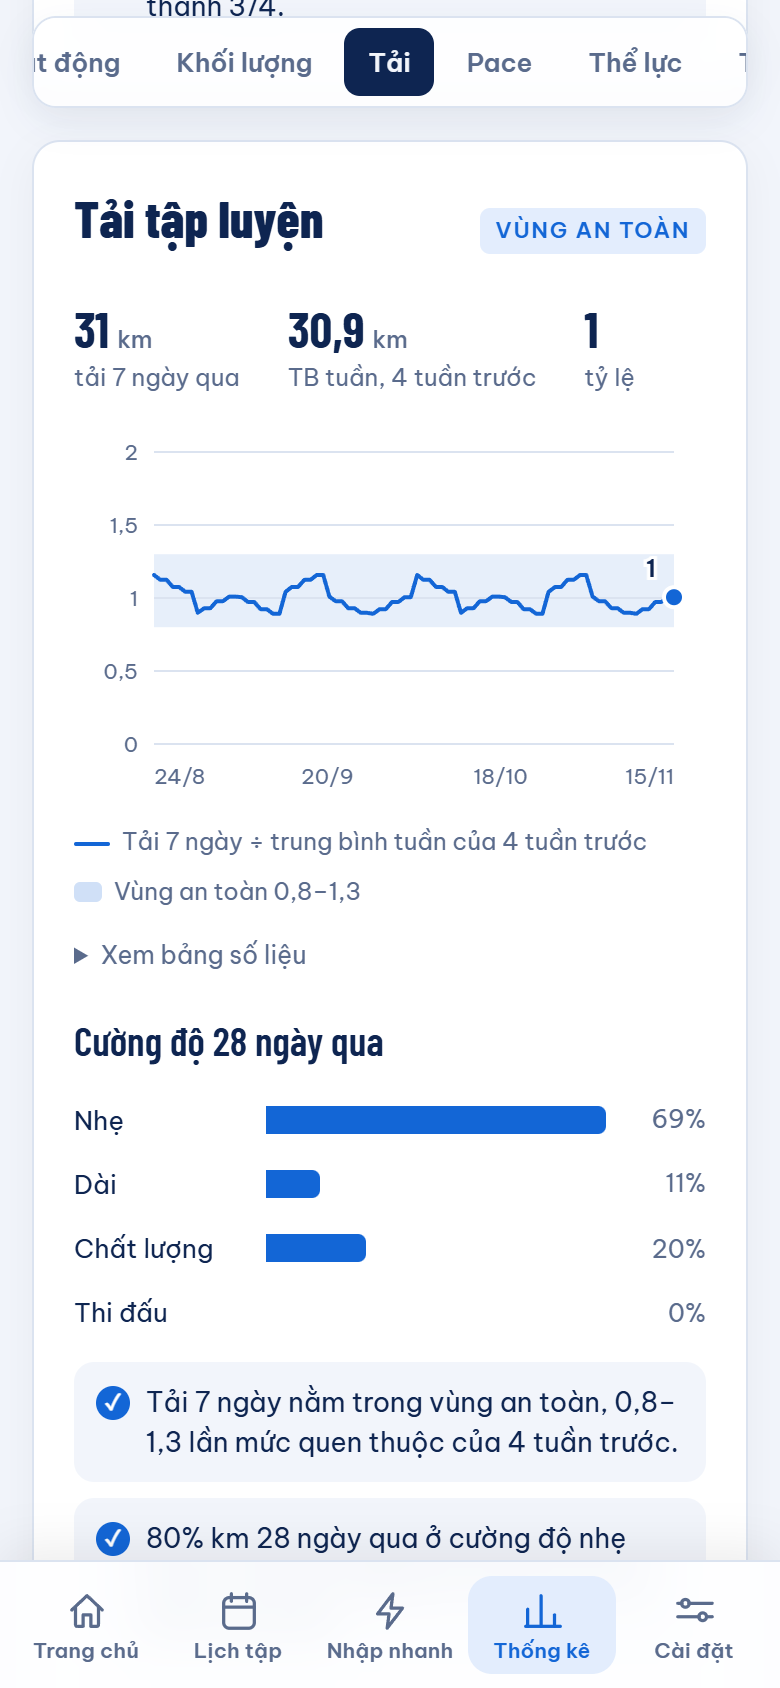 thành 3/4.
t động
Khối lượng
Tải
Pace
Thể lực
Tải tập luyện
VÙNG AN TOÀN
31 km
tải 7 ngày qua
30,9 km
TB tuần, 4 tuần trước
1
tỷ lệ
2
1,5
1
0,5
0
1
24/8
20/9
18/10
15/11
Tải 7 ngày ÷ trung bình tuần của 4 tuần trước
Vùng an toàn 0,8–1,3
Xem bảng số liệu
Cường độ 28 ngày qua
Nhẹ 69%
Dài 11%
Chất lượng 20%
Thi đấu 0%
Tải 7 ngày nằm trong vùng an toàn, 0,8–
1,3 lần mức quen thuộc của 4 tuần trước.
80% km 28 ngày qua ở cường độ nhẹ
Trang chủ
Lịch tập
Nhập nhanh
Thống kê
Cài đặt